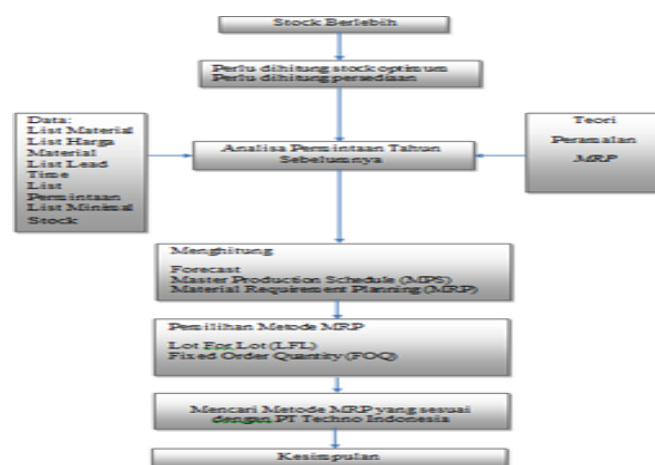 Stock Berlebih
Perlu dihitung stock optimum
Perlu dihitung persediaan
Data:
List Material
List Harga
Material
List Lead
Time
List
Permintaan
List Minimal
Stock
Analisa Permintaan Tahun
Sebelumnya
Teori
Peramalan
MRP
Menghitung
Forecast
Master Production Schedule (MPS)
Material Requirement Planning (MRP)
Pemilihan Metode MRP
Lot For Lot (LFL)
Fixed Order Quantity (FOQ)
Mencari Metode MRP yang sesuai
dengan PT Techno Indonesia
Kesimpulan